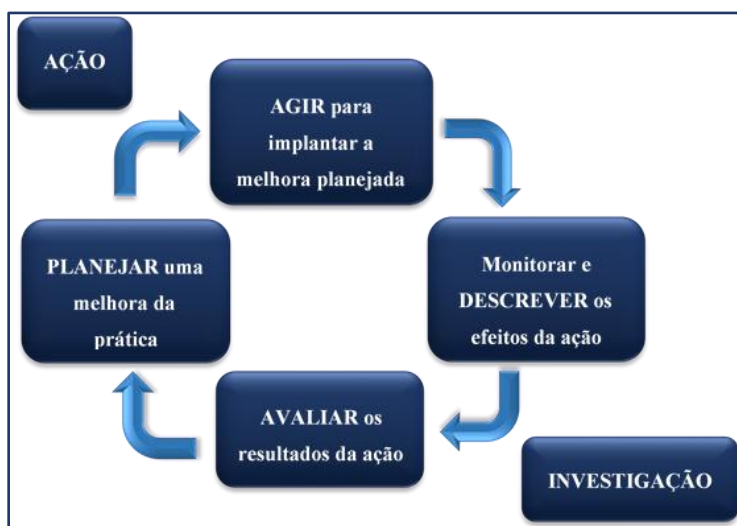 AÇÃO
AGIR para
implantar a
melhora planejada
PLANEJAR uma
melhora da
prática
Monitorar e
DESCREVER os
efeitos da ação
AVALIAR os
resultados da ação
INVESTIGAÇÃO